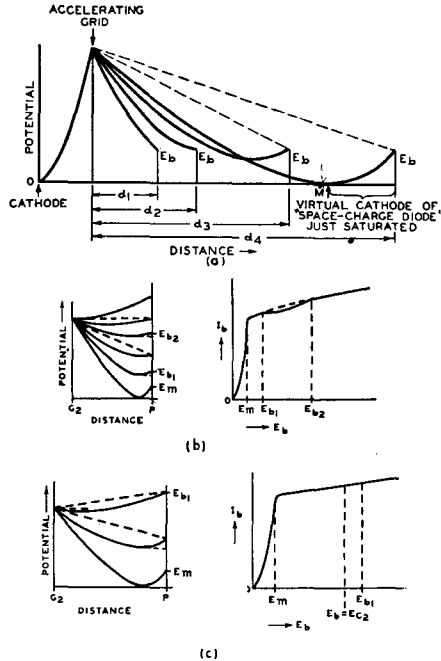 ACCELERATING
GRID
POTENTIAL
O
CATHODE
Eb
Eb
Eb
Eb
M
d1
d2
d3
d4
VIRTUAL CATHODE OF
"SPACE-CHARGE DIODE"
JUST SATURATED
DISTANCE
(a)
POTENTIAL
Eb2
Eb1
Em
G2
P
DISTANCE
Ib
O
Em
Eb1
Eb2
Eb
(b)
POTENTIAL
Eb1
Em
G2
P
DISTANCE
Ib
Em
Eb1
Eb=Ec2
Eb
(c)